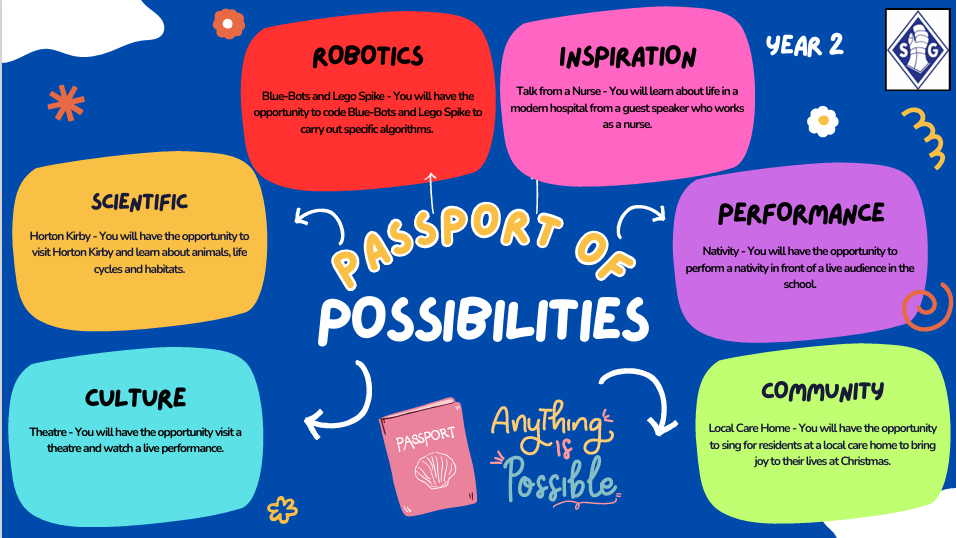 ROBOTICS
Blue-Bots and Lego Spike - You will have the
opportunity to code Blue-Bots and Lego Spike to
carry out specific algorithms.
INSPIRATION
Talk from a Nurse - You will learn about life in a
modern hospital from a guest speaker who works
as a nurse.
YEAR 2
S G
SCIENTIFIC
Horton Kirby - You will have the opportunity to
visit Horton Kirby and learn about animals, life
cycles and habitats.
PASSPORT OF
POSSIBILITIES
PERFORMANCE
Nativity - You will have the opportunity to
perform a nativity in front of a live audience in the
school.
CULTURE
Theatre - You will have the opportunity visit a
theatre and watch a live performance.
PASSPORT
Anything
is
Possible
COMMUNITY
Local Care Home - You will have the opportunity
to sing for residents at a local care home to bring
joy to their lives at Christmas.